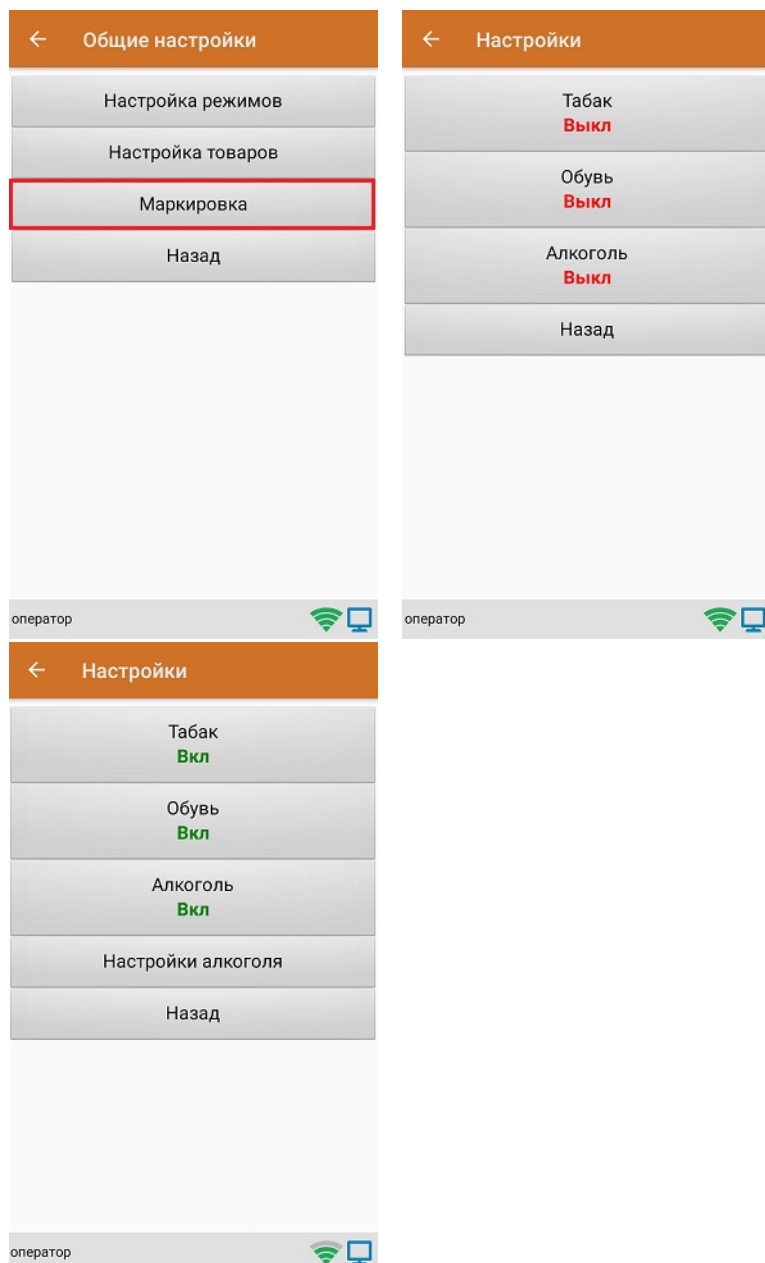 Общие настройки
Настройка режимов
Настройка товаров
Маркировка
Назад
оператор
Настройки
Табак
Выкл
Обувь
Выкл
Алкоголь
Выкл
Назад
оператор
Настройки
Табак
Вкл
Обувь
Вкл
Алкоголь
Вкл
Настройки алкоголя
Назад
оператор